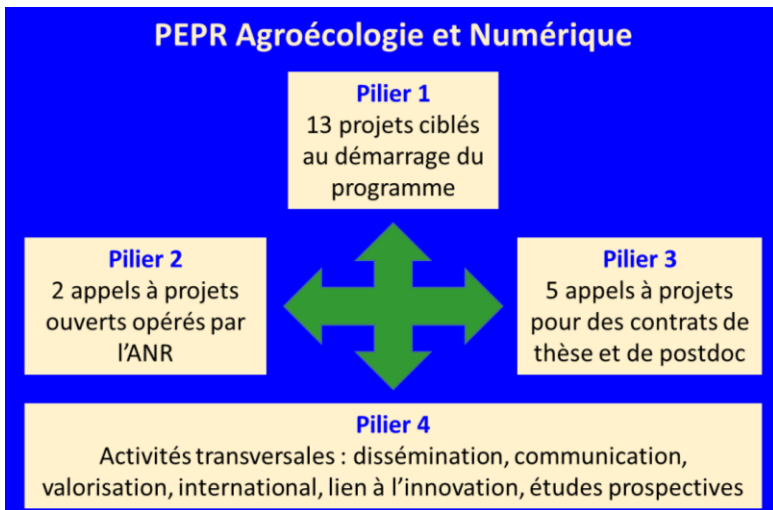 PEPR Agroécologie et Numérique
Pilier 1
13 projets ciblés
au démarrage du
programme
Pilier 2
2 appels à projets
ouverts opérés par
l'ANR
Pilier 3
5 appels à projets
pour des contrats de
thèse et de postdoc
Pilier 4
Activités transversales : dissémination, communication,
valorisation, international, lien à l'innovation, études prospectives